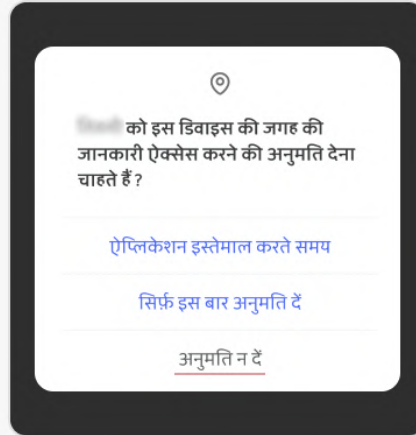 को इस डिवाइस की जगह की
जानकारी ऐक्सेस करने की अनुमति देना
चाहते हैं ?
ऐप्लिकेशन इस्तेमाल करते समय
सिर्फ़ इस बार अनुमति दें
अनुमति न दें